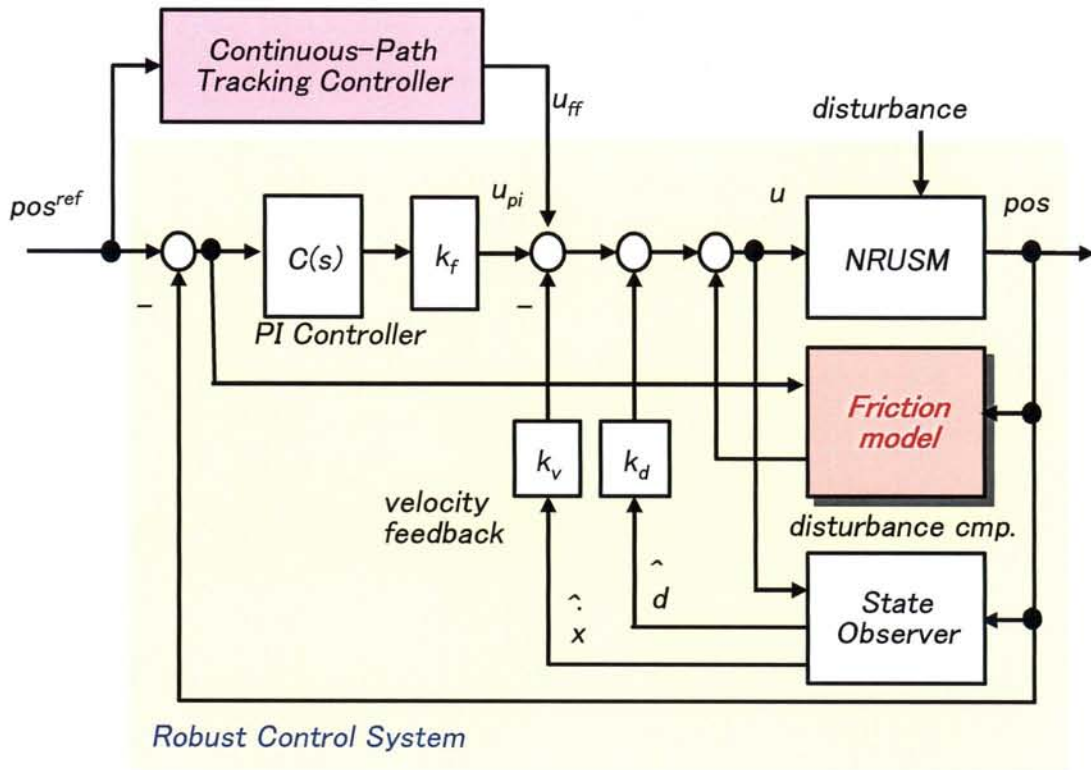 Continuous-Path
Tracking Controller
u_ff
disturbance
pos^ref
u_pi
u
pos
C(s)
k_f
NRUSM
–
–
PI Controller
Friction
model
k_v
k_d
velocity
feedback
disturbance cmp.
^
d
^
.
x
State
Observer
Robust Control System